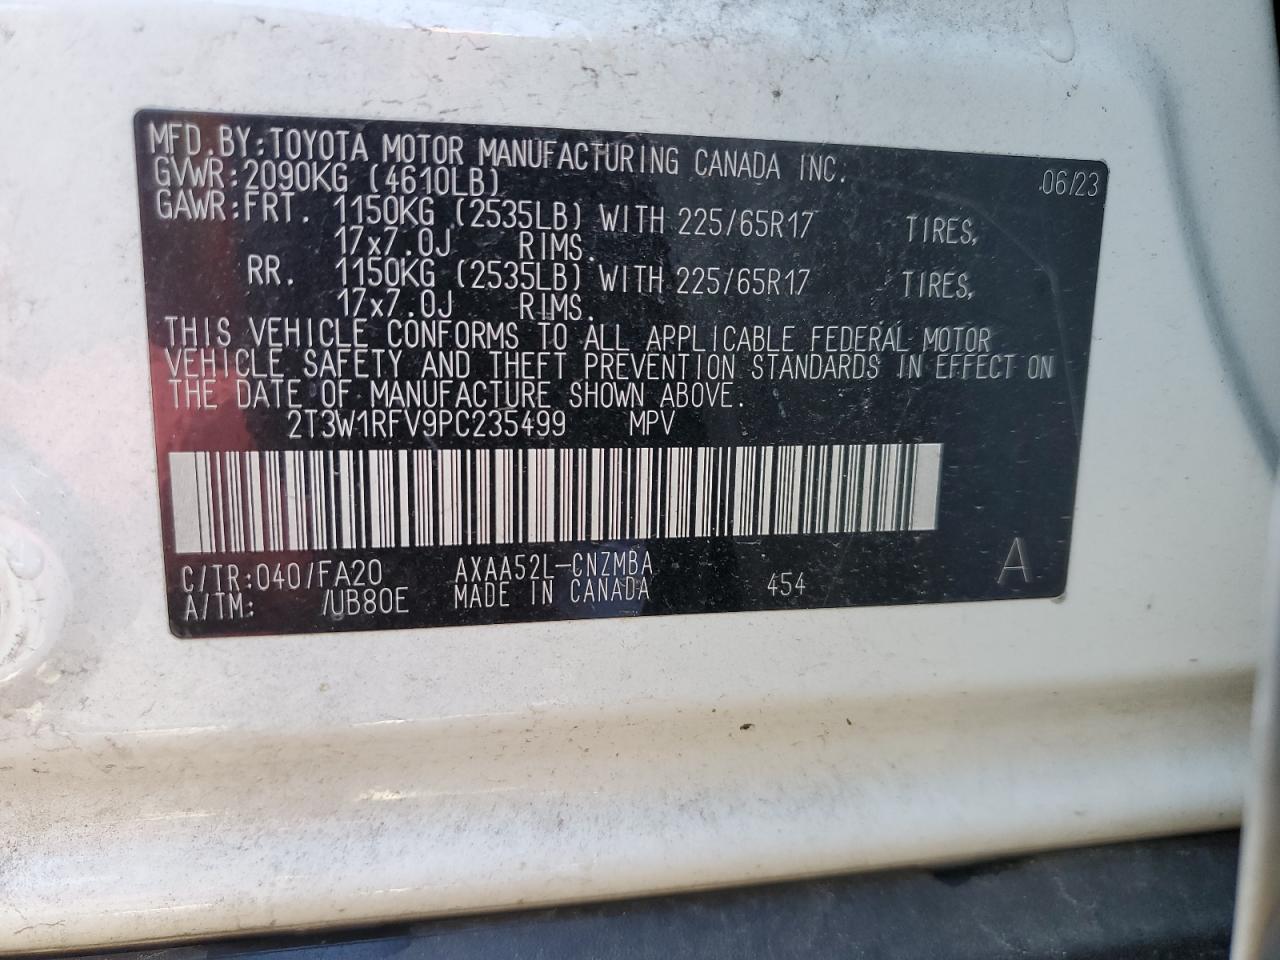 MFD.BY:TOYOTA MOTOR MANUFACTURING CANADA INC. 06/23
GVWR:2090KG (4610LB)
GAWR:FRT. 1150KG (2535LB) WITH 225/65R17 TIRES,
17x7.0J RIMS.
RR. 1150KG (2535LB) WITH 225/65R17 TIRES,
17x7.0J RIMS.
THIS VEHICLE CONFORMS TO ALL APPLICABLE FEDERAL MOTOR
VEHICLE SAFETY AND THEFT PREVENTION STANDARDS IN EFFECT ON
THE DATE OF MANUFACTURE SHOWN ABOVE.
2T3W1RFV9PC235499 MPV
C/TR:040/FA20 AXAA52L-CNZMBA 454 A
A/TM: /UB80E MADE IN CANADA